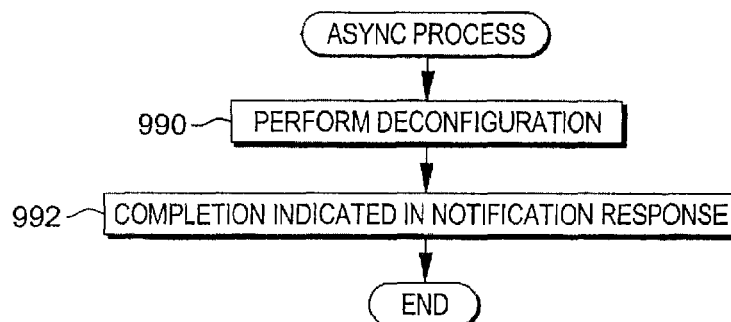 ASYNC PROCESS
990 PERFORM DECONFIGURATION
992 COMPLETION INDICATED IN NOTIFICATION RESPONSE
END